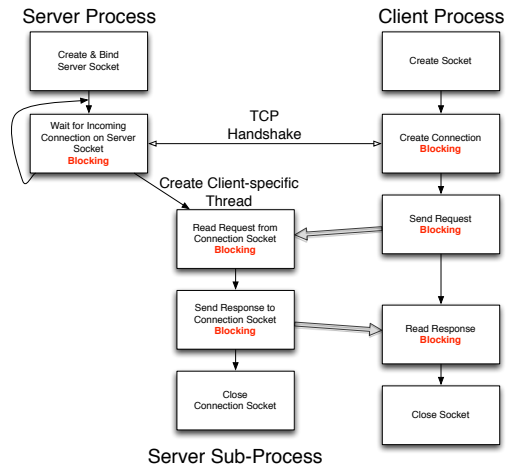 Server Process
Client Process
Create & Bind
Server Socket
Create Socket
Wait for Incoming
Connection on Server
Socket
Blocking
TCP
Handshake
Create Connection
Blocking
Create Client-specific
Thread
Read Request from
Connection Socket
Blocking
Send Request
Blocking
Send Response to
Connection Socket
Blocking
Read Response
Blocking
Close
Connection Socket
Close Socket
Server Sub-Process